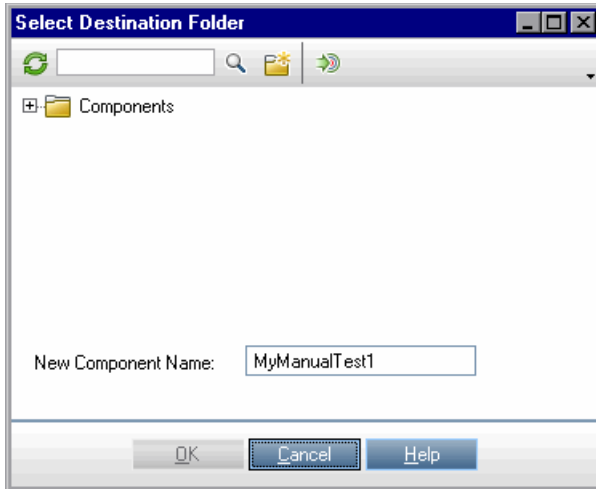 Select Destination Folder
Components
New Component Name: MyManualTest1
OK Cancel Help